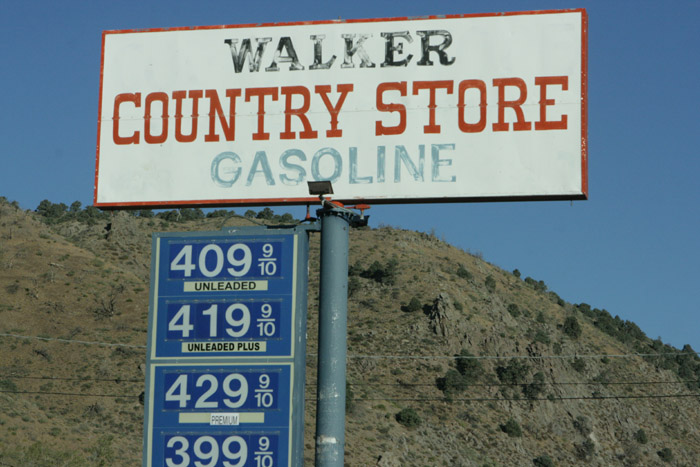 WALKER
COUNTRY STORE
GASOLINE
409 9/10
UNLEADED
419 9/10
UNLEADED PLUS
429 9/10
PREMIUM
399 9/10